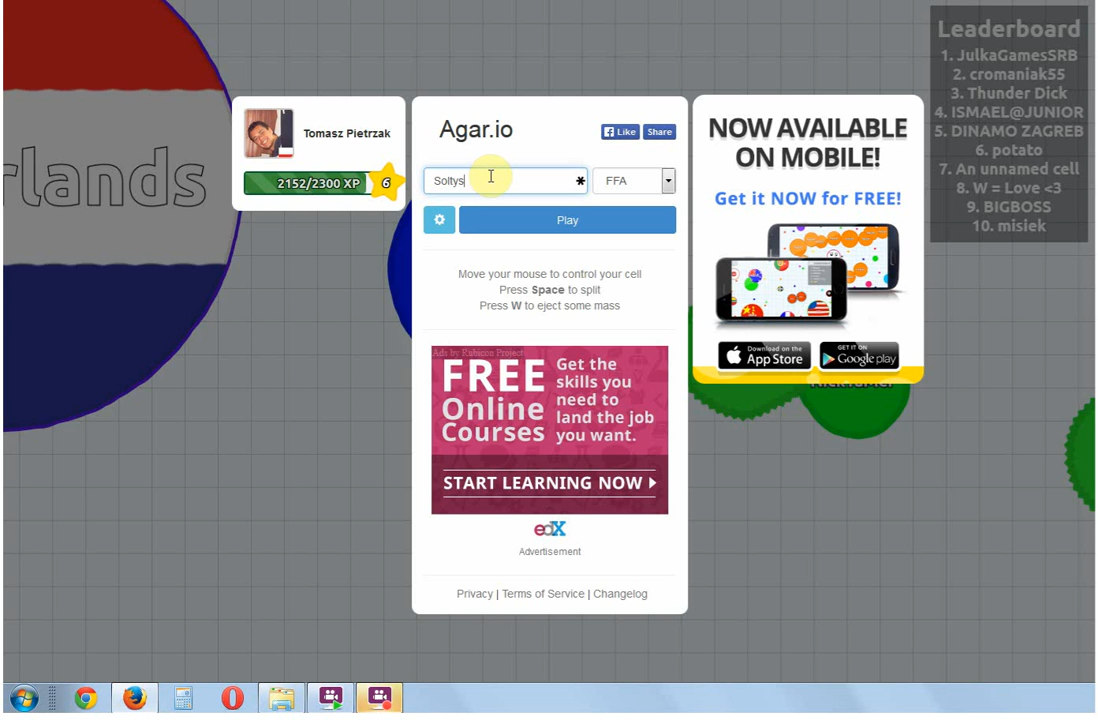 rlands
Tomasz Pietrzak
2152/2300 XP
6
Agar.io
Like
Share
Soltys
FFA
Play
Move your mouse to control your cell
Press Space to split
Press W to eject some mass
Ads by Rubicon Project
FREE
Online
Courses
Get the
skills you
need to
land the job
you want.
START LEARNING NOW
edX
Advertisement
Privacy | Terms of Service | Changelog
NOW AVAILABLE
ON MOBILE!
Get it NOW for FREE!
Download on the
App Store
GET IT ON
Google play
Leaderboard
1. JulkaGamesSRB
2. cromaniak55
3. Thunder Dick
4. ISMAEL@JUNIOR
5. DINAMO ZAGREB
6. potato
7. An unnamed cell
8. W = Love <3
9. BIGBOSS
10. misiek